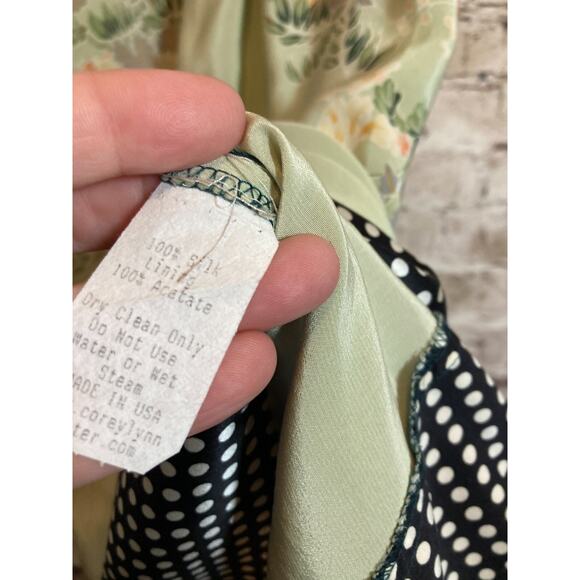 100% Silk
Lining
100% Acetate
Dry Clean Only
Do Not Use
Water or Wet
Steam
MADE IN USA
.coreylynn
ter.com